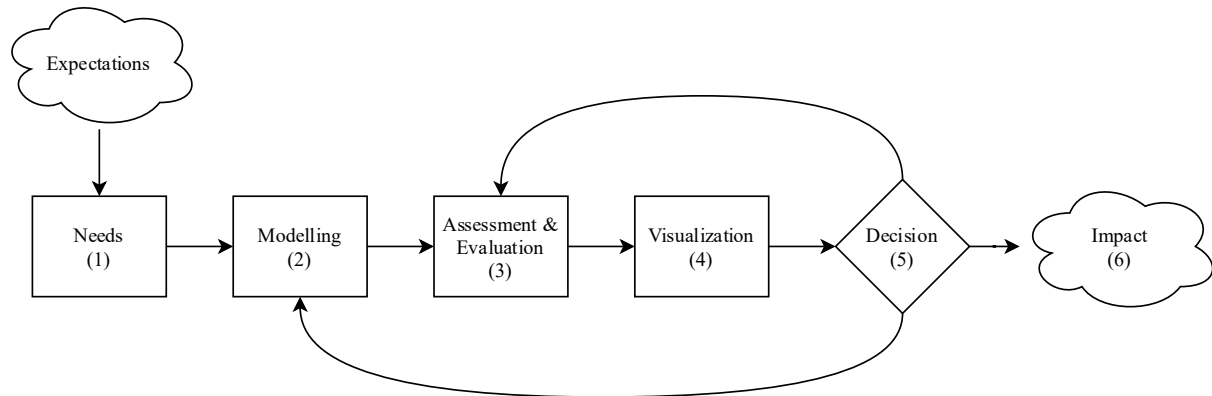 Expectations
Needs
(1)
Modelling
(2)
Assessment &
Evaluation
(3)
Visualization
(4)
Decision
(5)
Impact
(6)